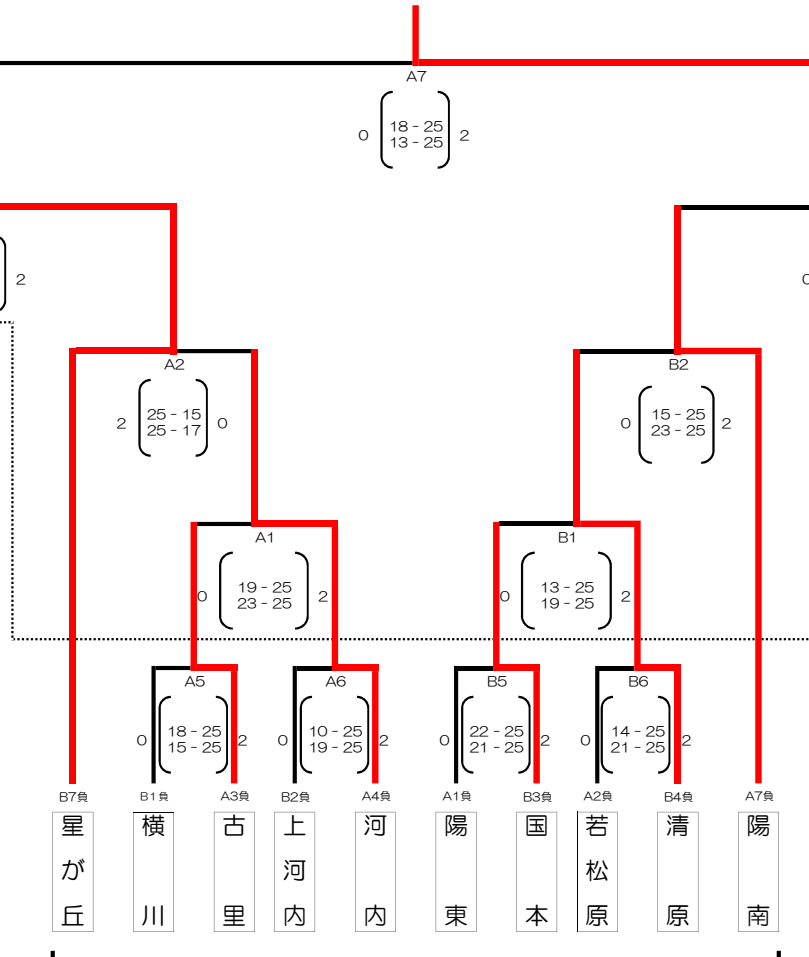 A7
0 18 - 25 2
13 - 25
2
0
A2
2 25 - 15 0
25 - 17
B2
0 15 - 25 2
23 - 25
A1
0 19 - 25 2
23 - 25
B1
0 13 - 25 2
19 - 25
A5
0 18 - 25 2
15 - 25
A6
0 10 - 25 2
19 - 25
B5
0 22 - 25 2
21 - 25
B6
0 14 - 25 2
21 - 25
B7負 B1負 A3負 B2負 A4負 A1負 B3負 A2負 B4負 A7負
星が丘
横川
古里
上河内
河内
陽東
国本
若松原
清原
陽南